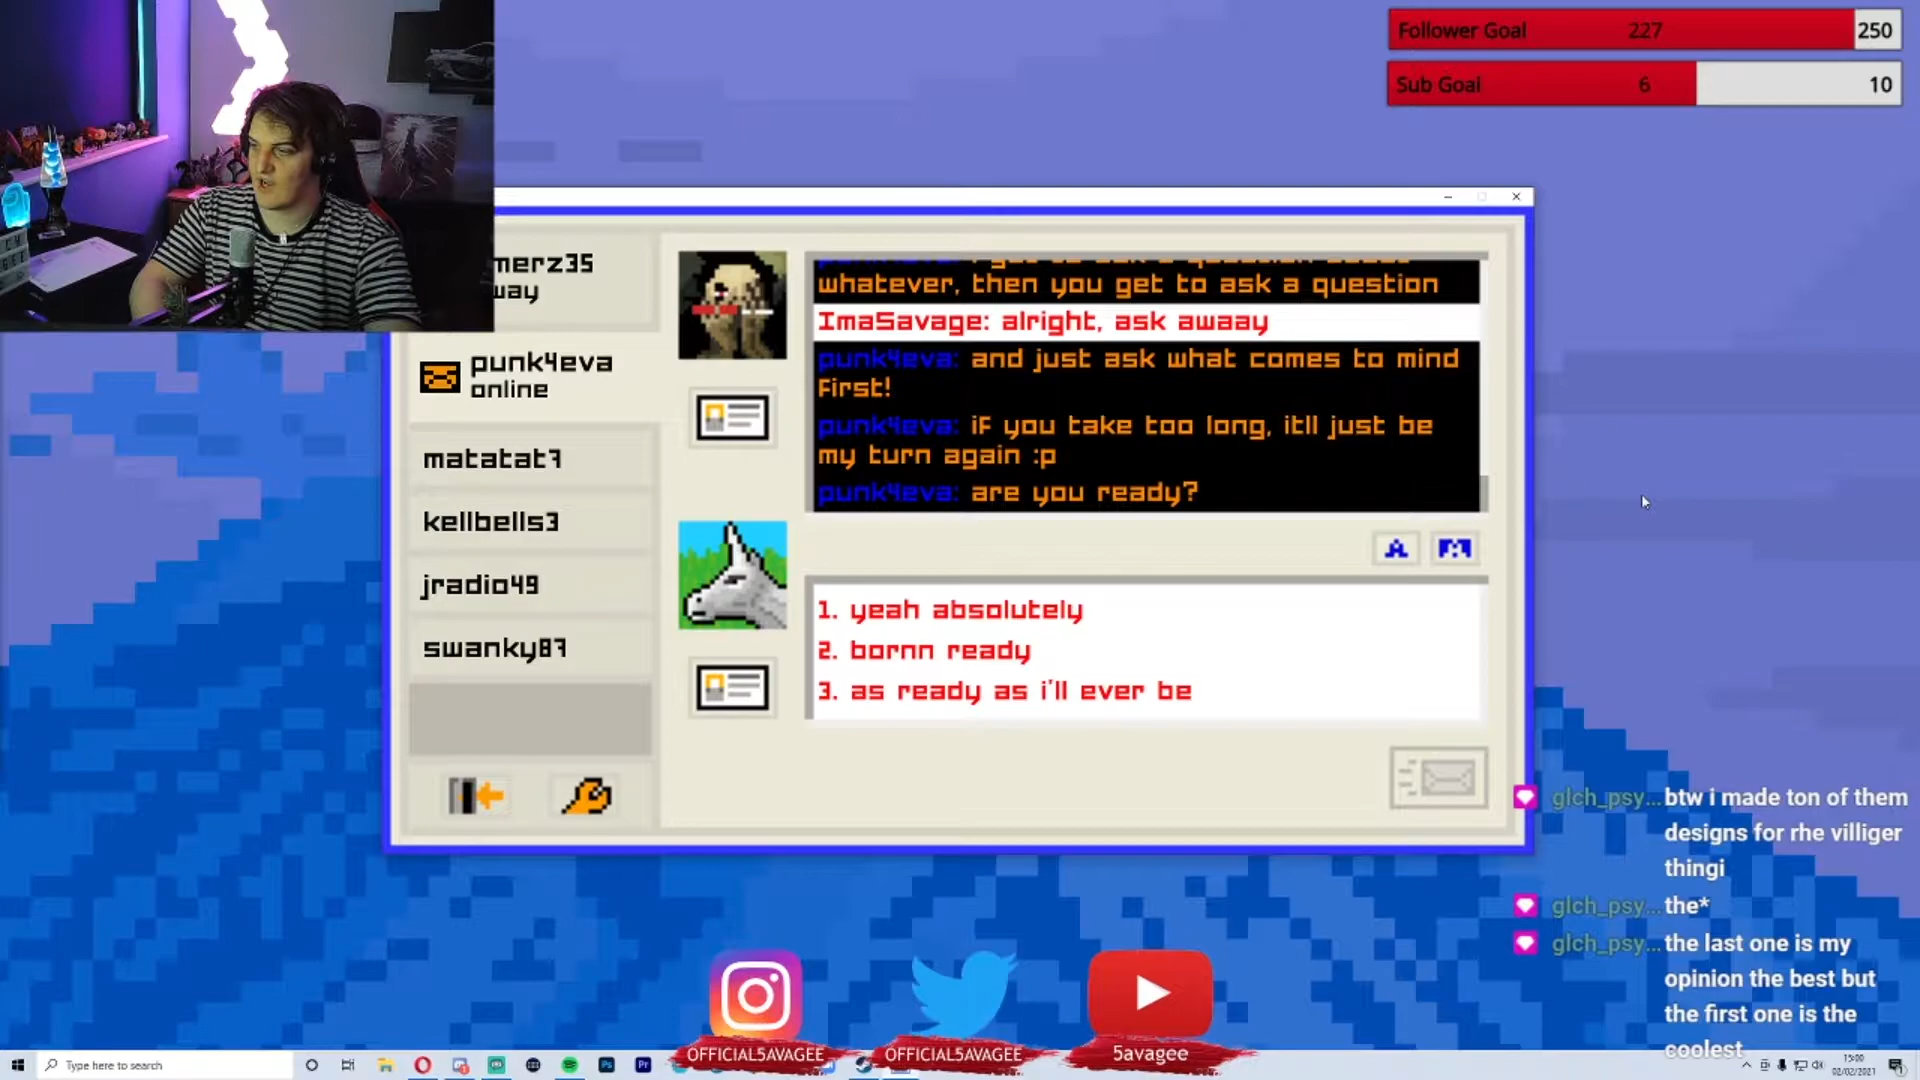 Follower Goal 227 250
Sub Goal 6 10
merz35
way
punk4eva
online
matatat7
kellbells3
jradio49
swanky87
whatever, then you get to ask a question
ImaSavage: alright, ask awaay
punk4eva: and just ask what comes to mind
first!
punk4eva: if you take too long, itll just be
my turn again :p
punk4eva: are you ready?
1. yeah absolutely
2. bornn ready
3. as ready as i'll ever be
glch_psy... btw i made ton of them
designs for rhe villiger
thingi
glch_psy... the*
glch_psy... the last one is my
opinion the best but
the first one is the
coolest
OFFICIAL5AVAGEE
OFFICIAL5AVAGEE
5avagee
Type here to search
15:00
02/02/2021